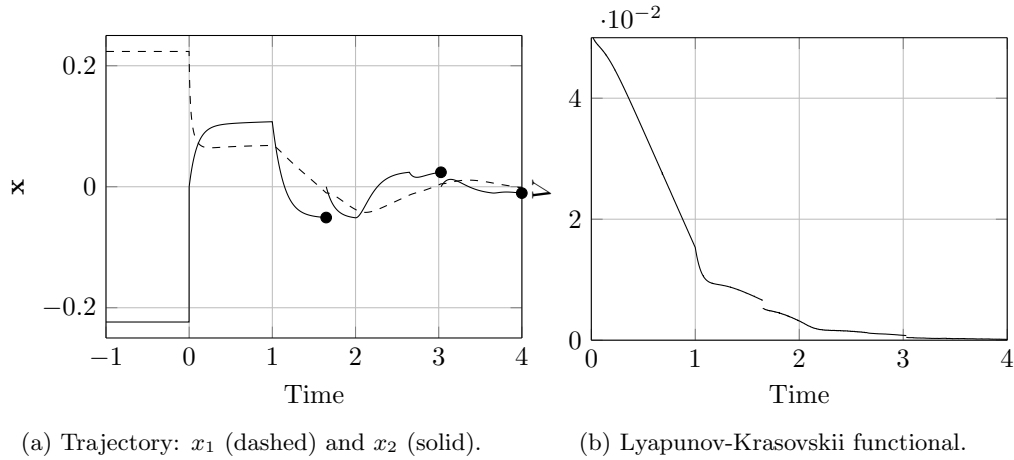 ·10⁻²
0.2
0
−0.2
x
−1 0 1 2 3 4
Time
4
2
0
V
0 1 2 3 4
Time
(a) Trajectory: x₁ (dashed) and x₂ (solid).
(b) Lyapunov-Krasovskii functional.